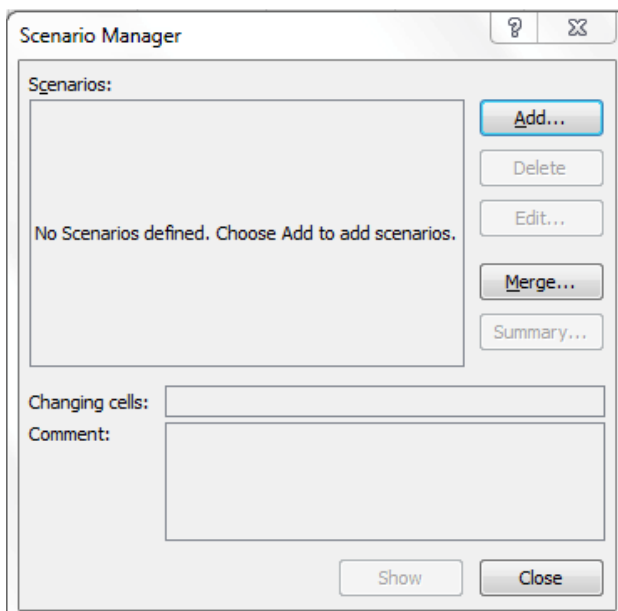 Scenario Manager
Scenarios:
Add...
Delete
Edit...
No Scenarios defined. Choose Add to add scenarios.
Merge...
Summary...
Changing cells:
Comment:
Show
Close